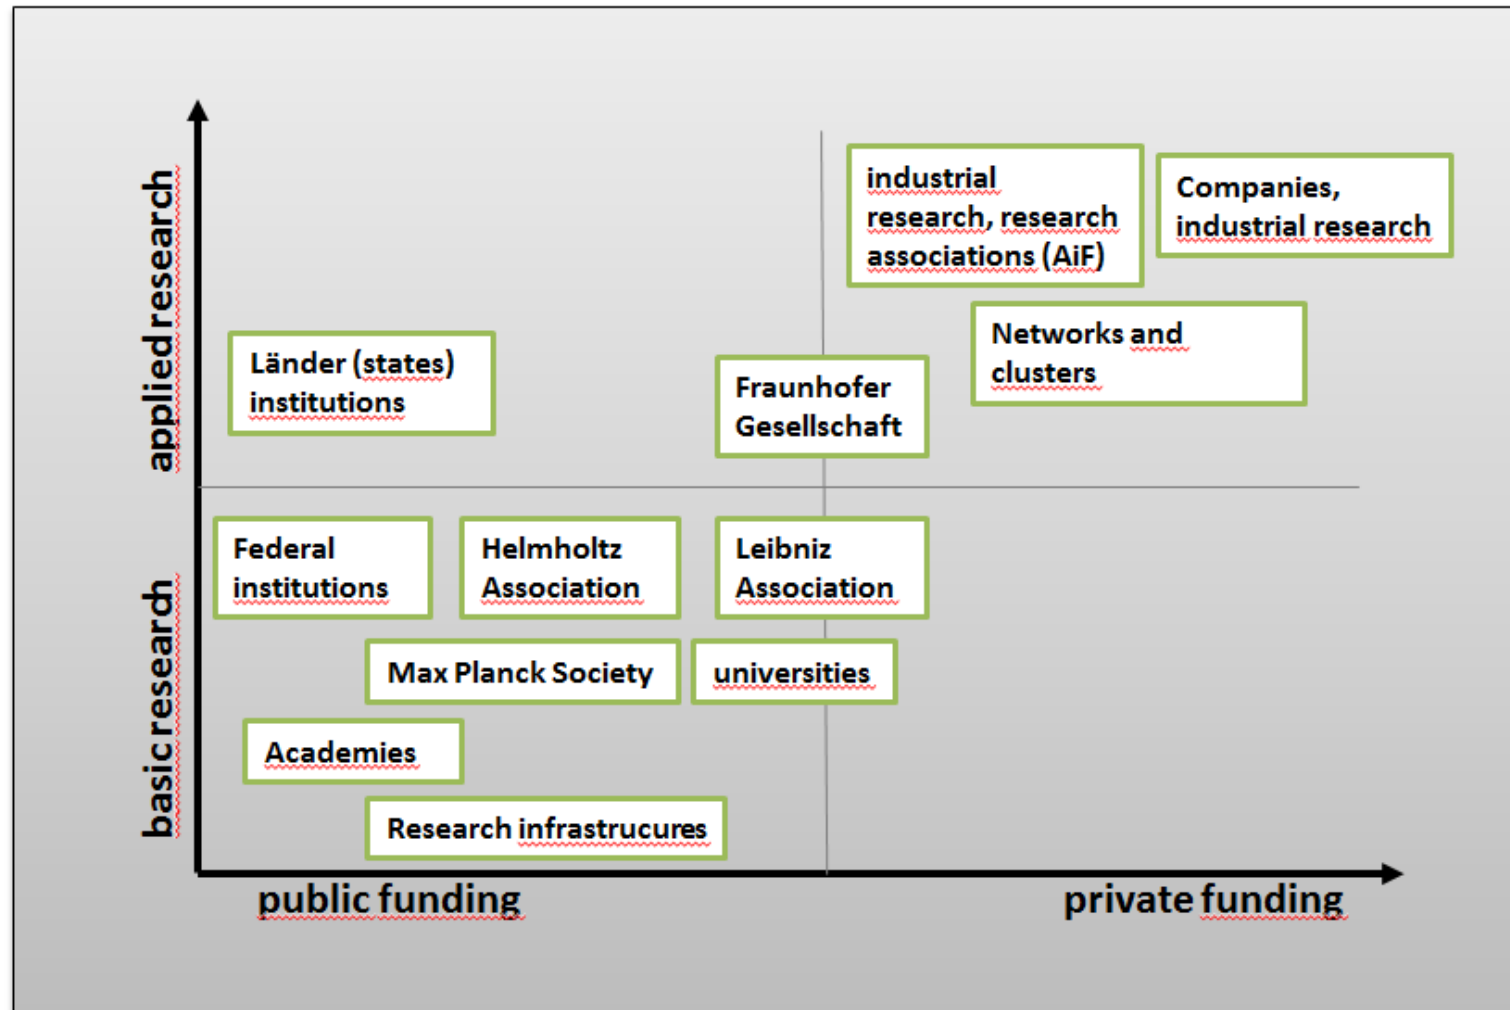 applied research
basic research
industrial
research, research
associations (AiF)
Companies,
industrial research
Networks and
clusters
Länder (states)
institutions
Fraunhofer
Gesellschaft
Federal
institutions
Helmholtz
Association
Leibniz
Association
Max Planck Society
universities
Academies
Research infrastrucures
public funding
private funding